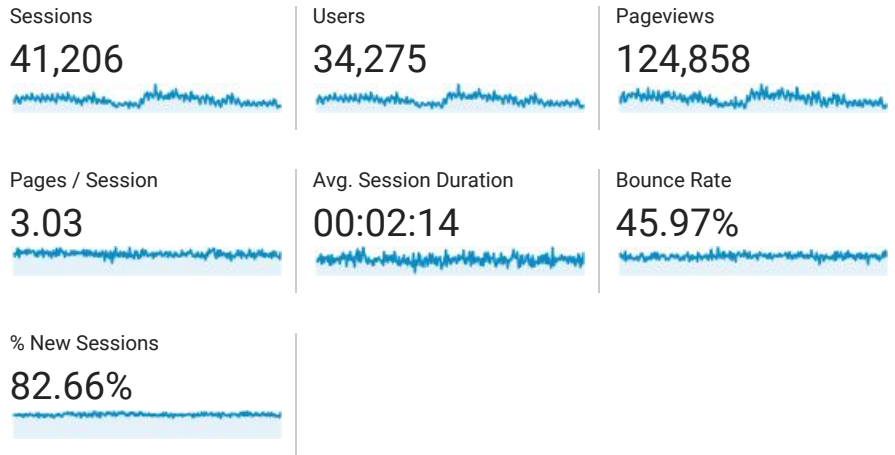 Sessions
41,206
Users
34,275
Pageviews
124,858
Pages / Session
3.03
Avg. Session Duration
00:02:14
Bounce Rate
45.97%
% New Sessions
82.66%